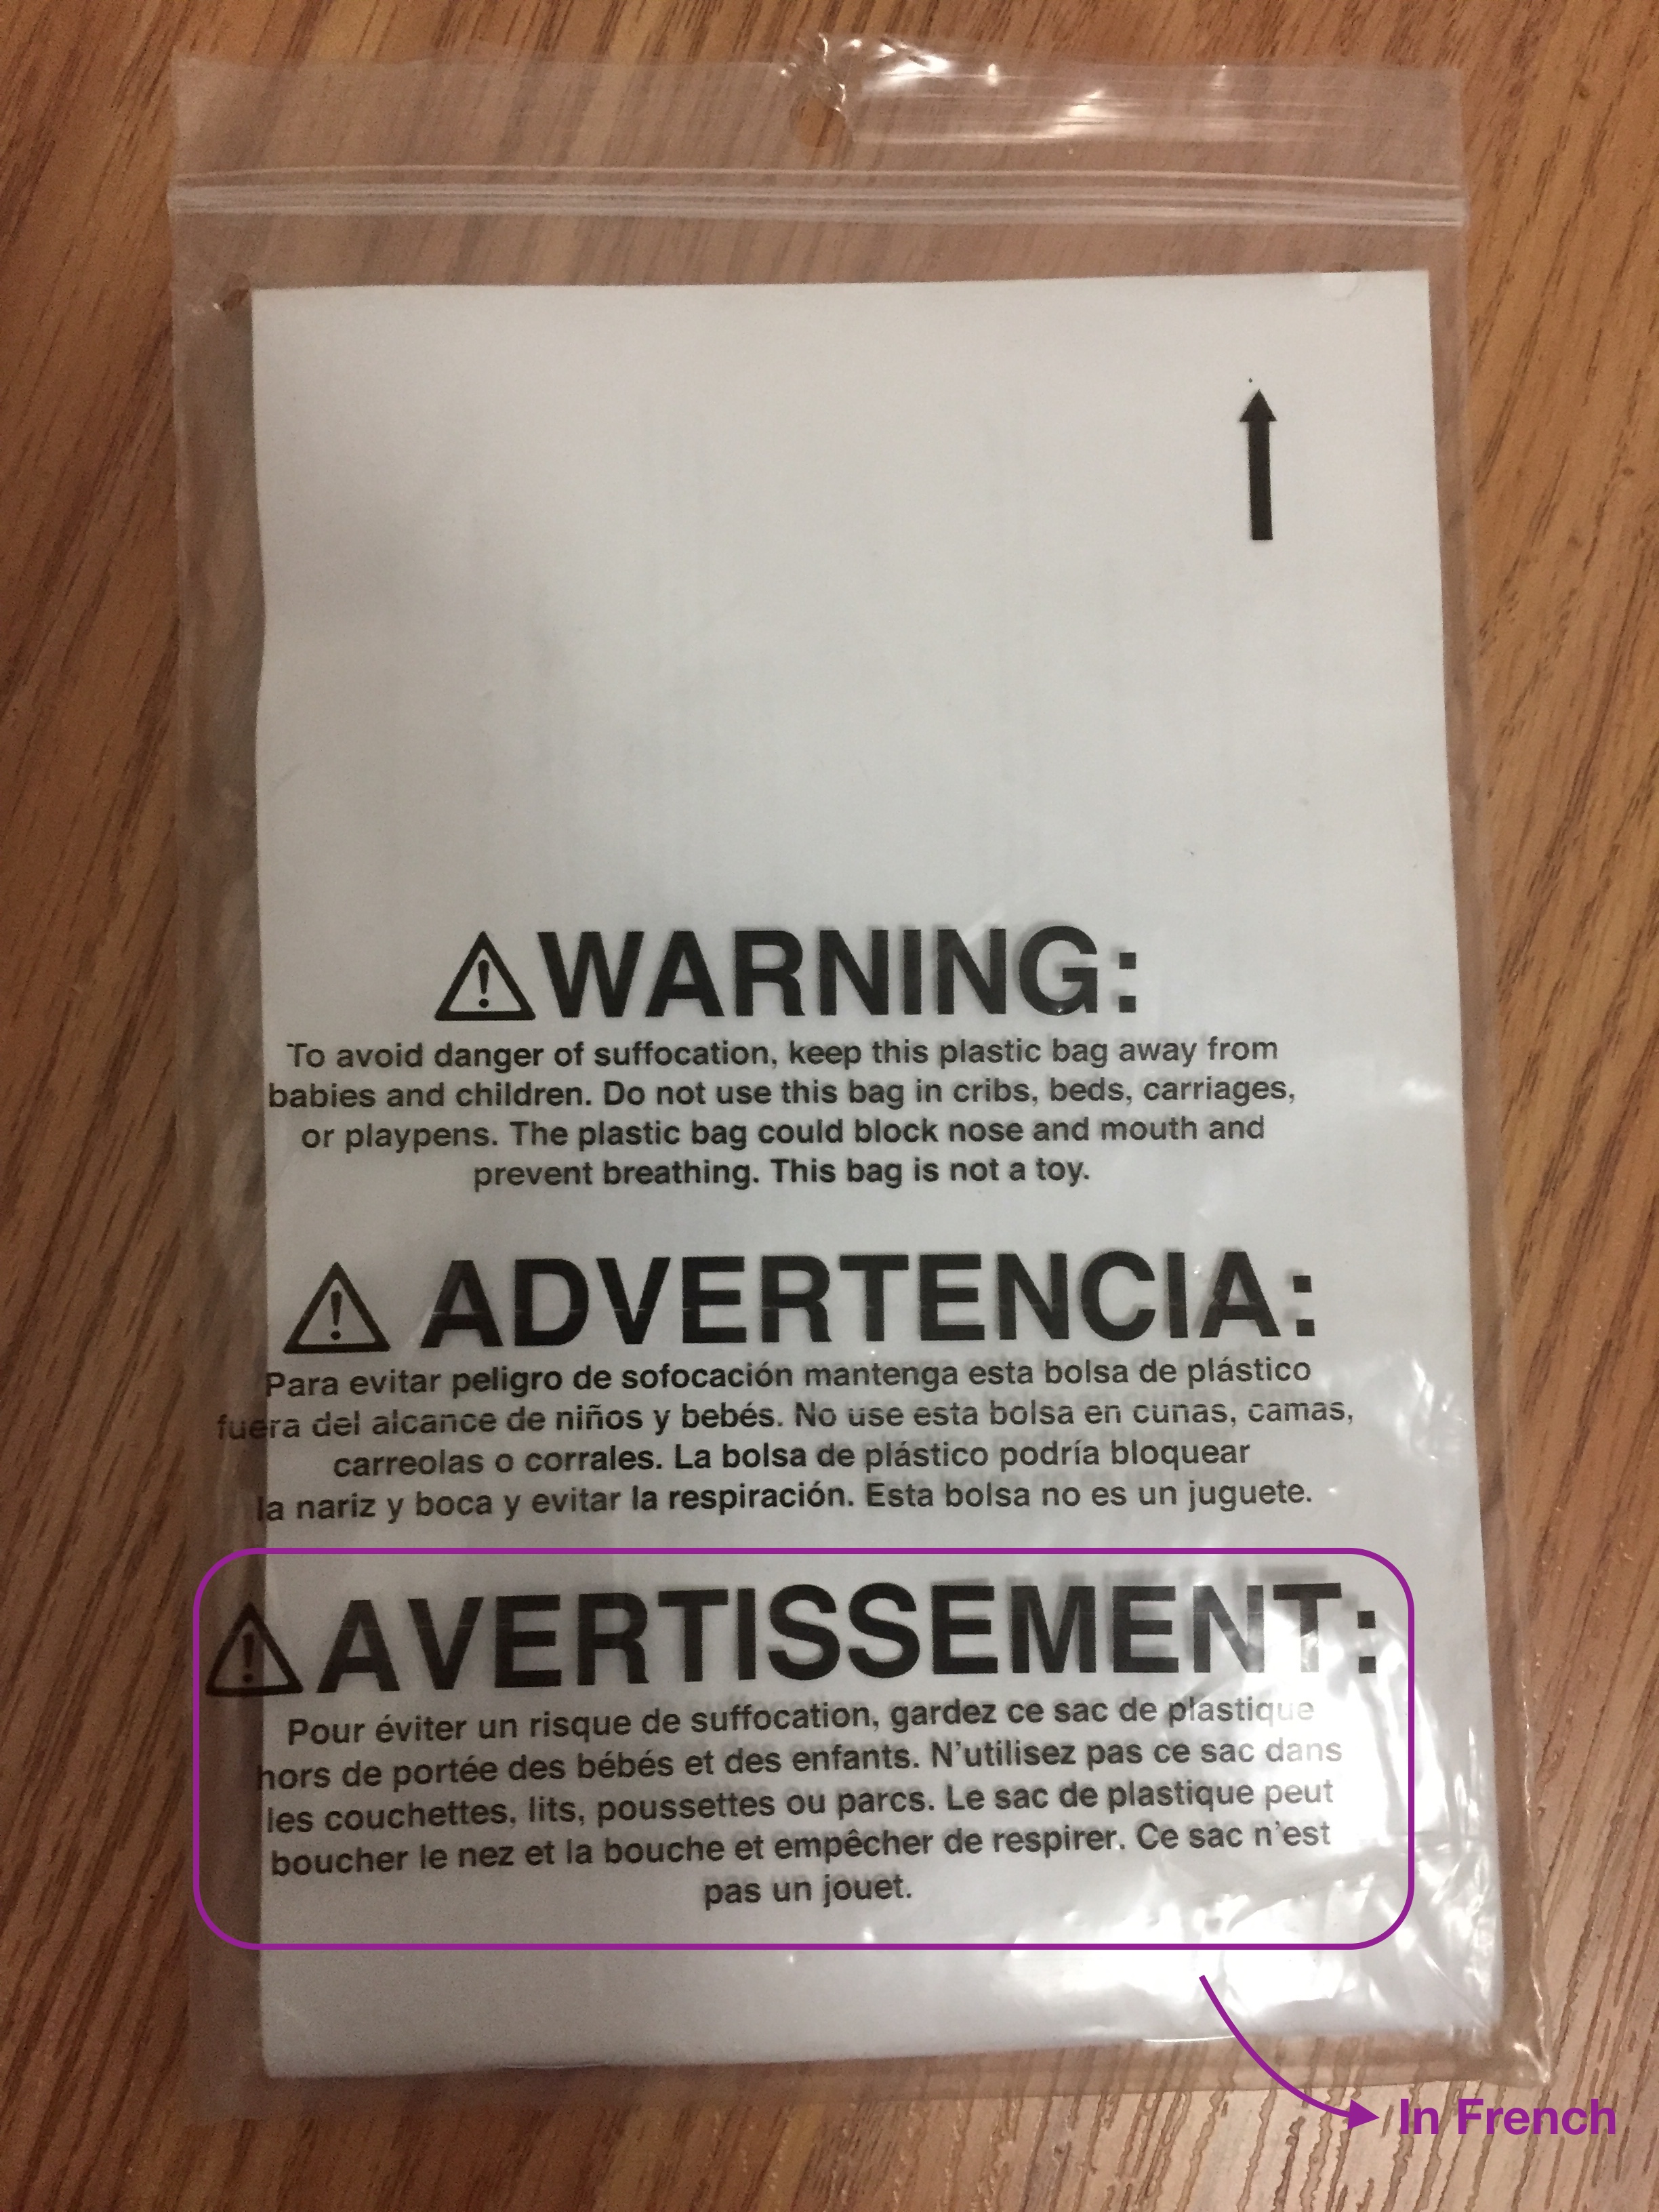 WARNING:
To avoid danger of suffocation, keep this plastic bag away from
babies and children. Do not use this bag in cribs, beds, carriages,
or playpens. The plastic bag could block nose and mouth and
prevent breathing. This bag is not a toy.
ADVERTENCIA:
Para evitar peligro de sofocación mantenga esta bolsa de plástico
fuera del alcance de niños y bebés. No use esta bolsa en cunas, camas,
carreolas o corrales. La bolsa de plástico podría bloquear
la nariz y boca y evitar la respiración. Esta bolsa no es un juguete.
AVERTISSEMENT:
Pour éviter un risque de suffocation, gardez ce sac de plastique
hors de portée des bébés et des enfants. N'utilisez pas ce sac dans
les couchettes, lits, poussettes ou parcs. Le sac de plastique peut
boucher le nez et la bouche et empêcher de respirer. Ce sac n'est
pas un jouet.
In French